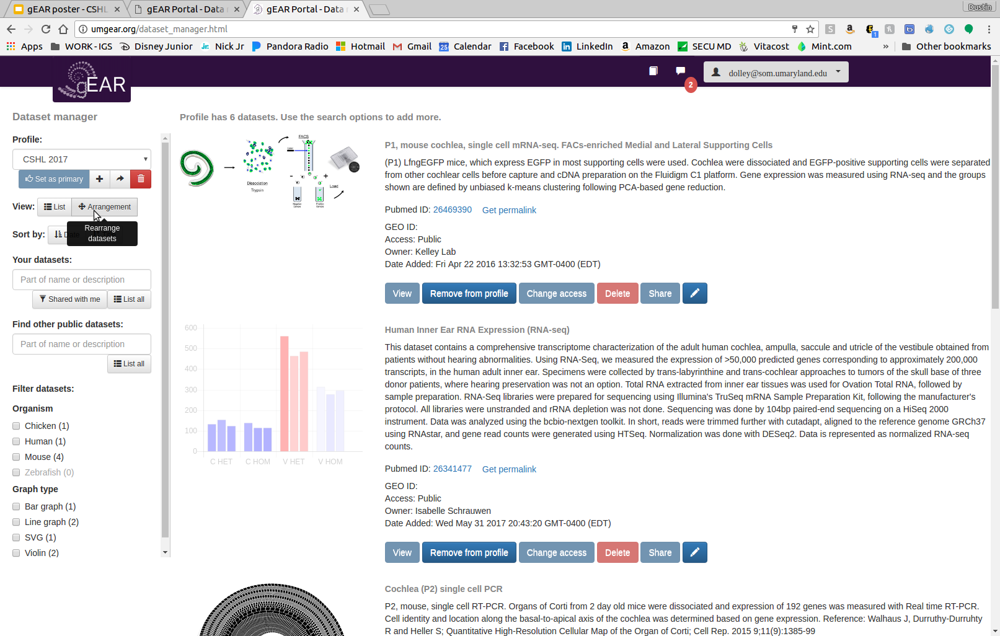 gEAR poster - CSHL
gEAR Portal - Data
gEAR Portal - Data
Dustin
umgear.org/dataset_manager.html
1
Apps
WORK - IGS
Disney Junior
Nick Jr
Pandora Radio
Hotmail
Gmail
Calendar
Facebook
LinkedIn
Amazon
SECU MD
Vitacost
Mint.com
»
Other bookmarks
gEAR
2
dolley@som.umaryland.edu
Dataset manager
Profile:
CSHL 2017
Set as primary
View:
List
Arrangement
Rearrange
datasets
Sort by:
Date
Your datasets:
Part of name or description
Shared with me
List all
Find other public datasets:
Part of name or description
List all
Filter datasets:
Organism
Chicken (1)
Human (1)
Mouse (4)
Zebrafish (0)
Graph type
Bar graph (1)
Line graph (2)
SVG (1)
Violin (2)
Profile has 6 datasets. Use the search options to add more.
FACS
Dissociation
Trypsin
Load
P1, mouse cochlea, single cell mRNA-seq. FACs-enriched Medial and Lateral Supporting Cells
(P1) LfngEGFP mice, which express EGFP in most supporting cells were used. Cochlea were dissociated and EGFP-positive supporting cells were separated
from other cochlear cells before capture and cDNA preparation on the Fluidigm C1 platform. Gene expression was measured using RNA-seq and the groups
shown are defined by unbiased k-means clustering following PCA-based gene reduction.
Pubmed ID: 26469390 Get permalink
GEO ID:
Access: Public
Owner: Kelley Lab
Date Added: Fri Apr 22 2016 13:32:53 GMT-0400 (EDT)
View
Remove from profile
Change access
Delete
Share
600
500
400
300
200
100
0
C HET
C HOM
V HET
V HOM
Human Inner Ear RNA Expression (RNA-seq)
This dataset contains a comprehensive transcriptome characterization of the adult human cochlea, ampulla, saccule and utricle of the vestibule obtained from
patients without hearing abnormalities. Using RNA-Seq, we measured the expression of >50,000 predicted genes corresponding to approximately 200,000
transcripts, in the human adult inner ear. Specimens were collected by trans-labyrinthine and trans-cochlear approaches to tumors of the skull base of three
donor patients, where hearing preservation was not an option. Total RNA extracted from inner ear tissues was used for Ovation Total RNA, followed by
sample preparation. RNA-Seq libraries were prepared for sequencing using Illumina's TruSeq mRNA Sample Preparation Kit, following the manufacturer's
protocol. All libraries were unstranded and rRNA depletion was not done. Sequencing was done by 104bp paired-end sequencing on a HiSeq 2000
instrument. Data was analyzed using the bcbio-nextgen toolkit. In short, reads were trimmed further with cutadapt, aligned to the reference genome GRCh37
using RNAstar, and gene read counts were generated using HTSeq. Normalization was done with DESeq2. Data is represented as normalized RNA-seq
counts.
Pubmed ID: 26341477 Get permalink
GEO ID:
Access: Public
Owner: Isabelle Schrauwen
Date Added: Wed May 31 2017 20:43:20 GMT-0400 (EDT)
View
Remove from profile
Change access
Delete
Share
Cochlea (P2) single cell PCR
P2, mouse, single cell RT-PCR. Organs of Corti from 2 day old mice were dissociated and expression of 192 genes was measured with Real time RT-PCR.
Cell identity and location along the basal-to-apical axis of the cochlea was determined based on gene expression. Reference: Walhaus J, Durruthy-Durruhty
R and Heller S; Quantitative High-Resolution Cellular Map of the Organ of Corti; Cell Rep. 2015 9;11(9):1385-99